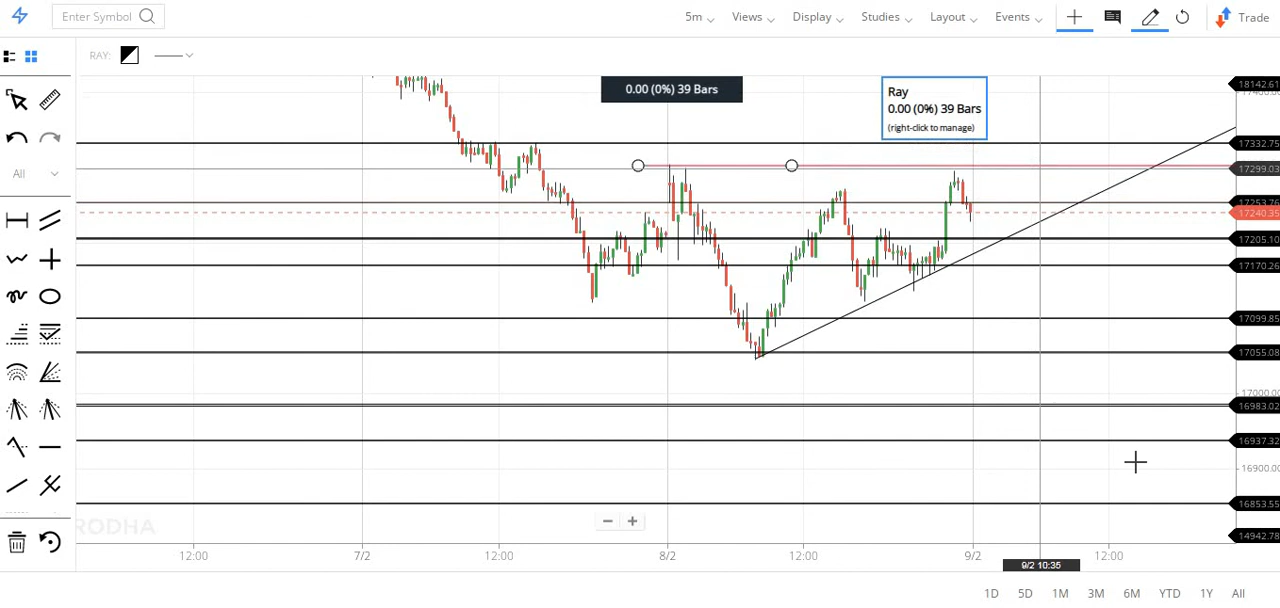 Enter Symbol
5m Views Display Studies Layout Events Trade
RAY:
0.00 (0%) 39 Bars
Ray
0.00 (0%) 39 Bars
(right-click to manage)
All
18142.61
17332.75
17299.03
17253.76
17240.35
17205.10
17170.26
17099.85
17055.08
17000.00
16983.02
16937.32
16900.00
16853.55
14942.78
RODHA
12:00 7/2 12:00 8/2 12:00 9/2 12:00
9/2 10:35
1D 5D 1M 3M 6M YTD 1Y All